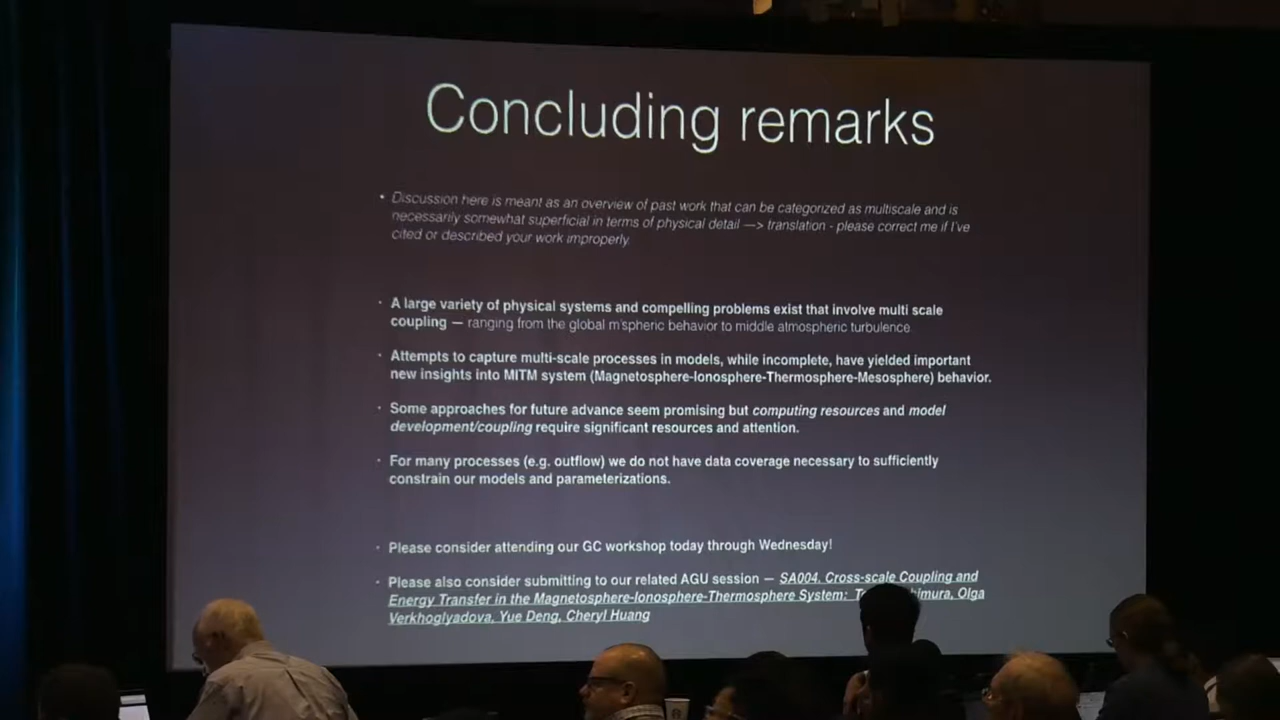 Concluding remarks
• Discussion here is meant as an overview of past work that can be categorized as multiscale and is
necessarily somewhat superficial in terms of physical detail —> translation - please correct me if I've
cited or described your work improperly.
• A large variety of physical systems and compelling problems exist that involve multi scale
coupling — ranging from the global m'spheric behavior to middle atmospheric turbulence.
• Attempts to capture multi-scale processes in models, while incomplete, have yielded important
new insights into MITM system (Magnetosphere-Ionosphere-Thermosphere-Mesosphere) behavior.
• Some approaches for future advance seem promising but computing resources and model
development/coupling require significant resources and attention.
• For many processes (e.g. outflow) we do not have data coverage necessary to sufficiently
constrain our models and parameterizations.
• Please consider attending our GC workshop today through Wednesday!
• Please also consider submitting to our related AGU session — SA004. Cross-scale Coupling and
Energy Transfer in the Magnetosphere-Ionosphere-Thermosphere System: Olga
Verkhoglyadova, Yue Deng, Cheryl Huang